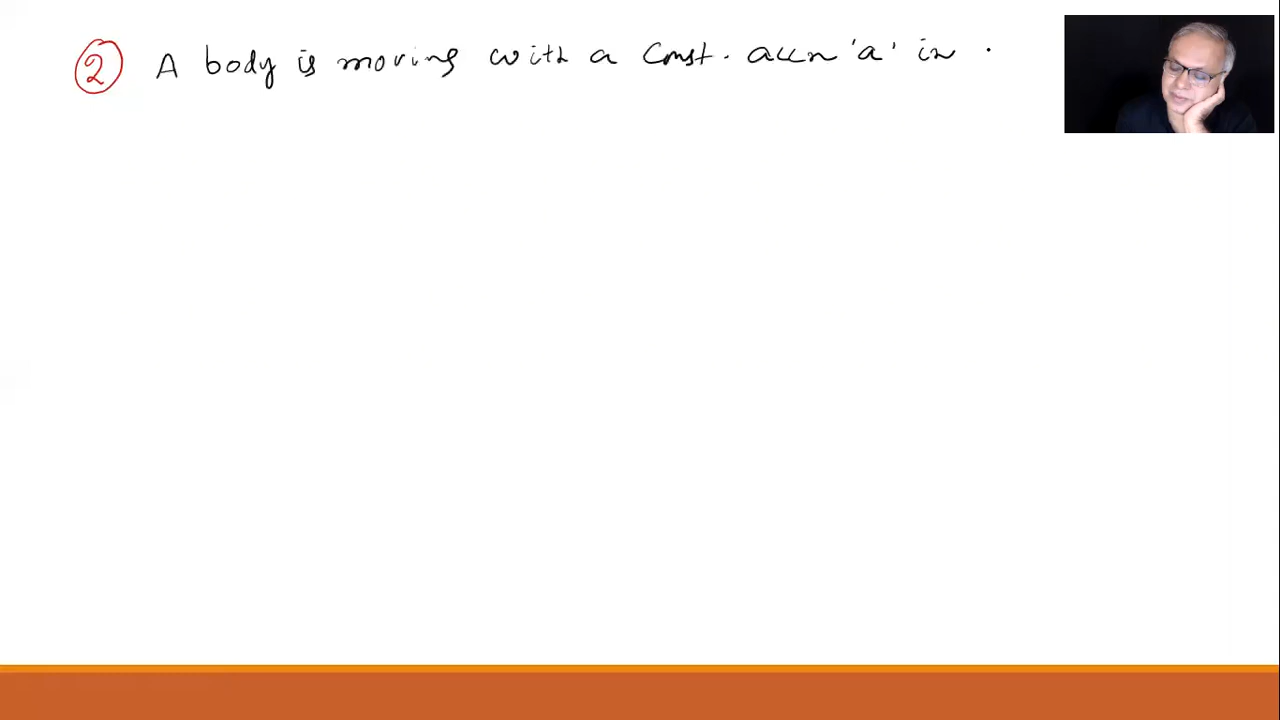 ② A body is moving with a const. accn 'a' in